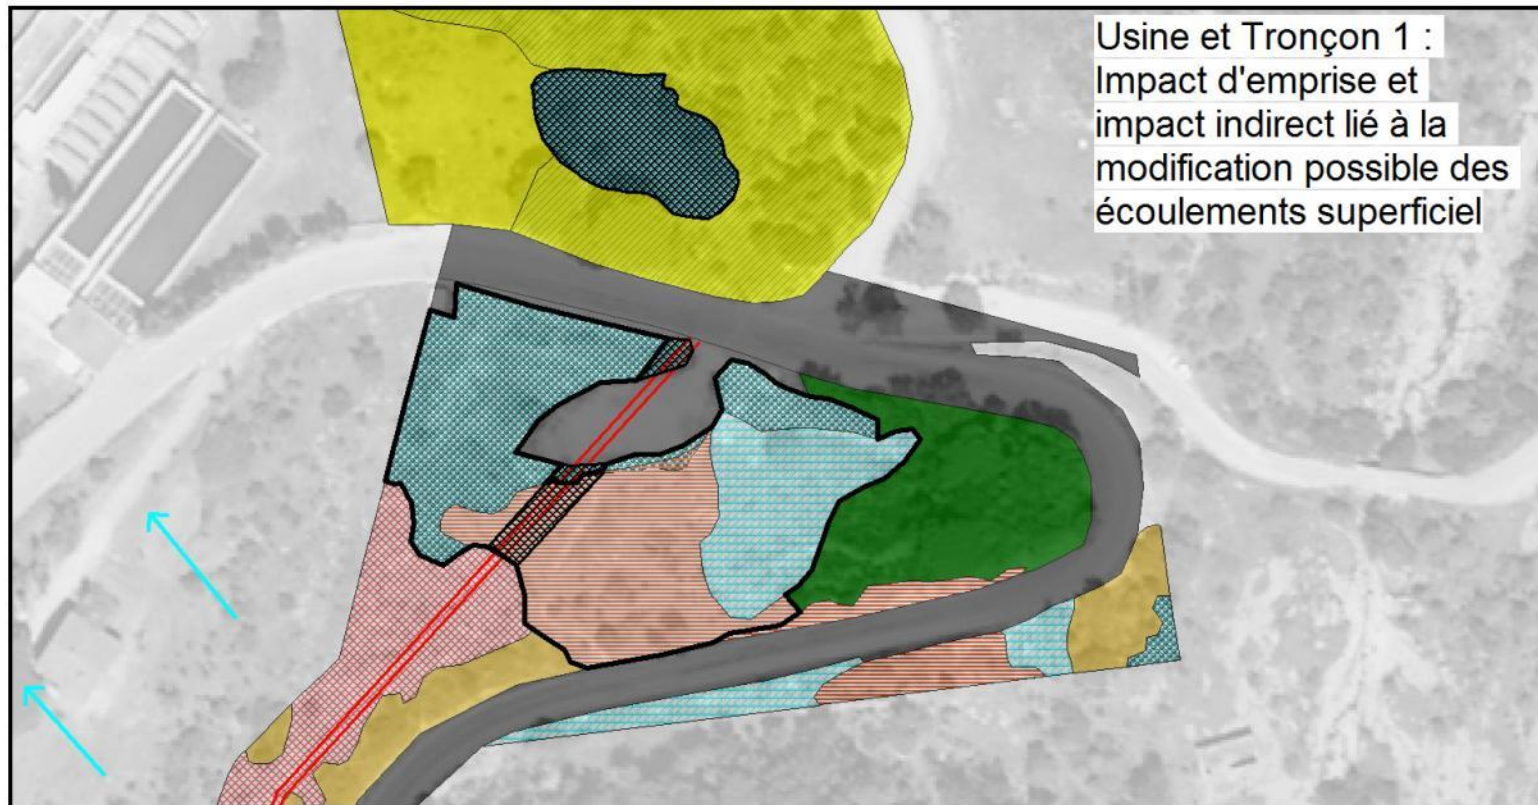 Usine et Tronçon 1 :
Impact d'emprise et
impact indirect lié à la
modification possible des
écoulements superficiel